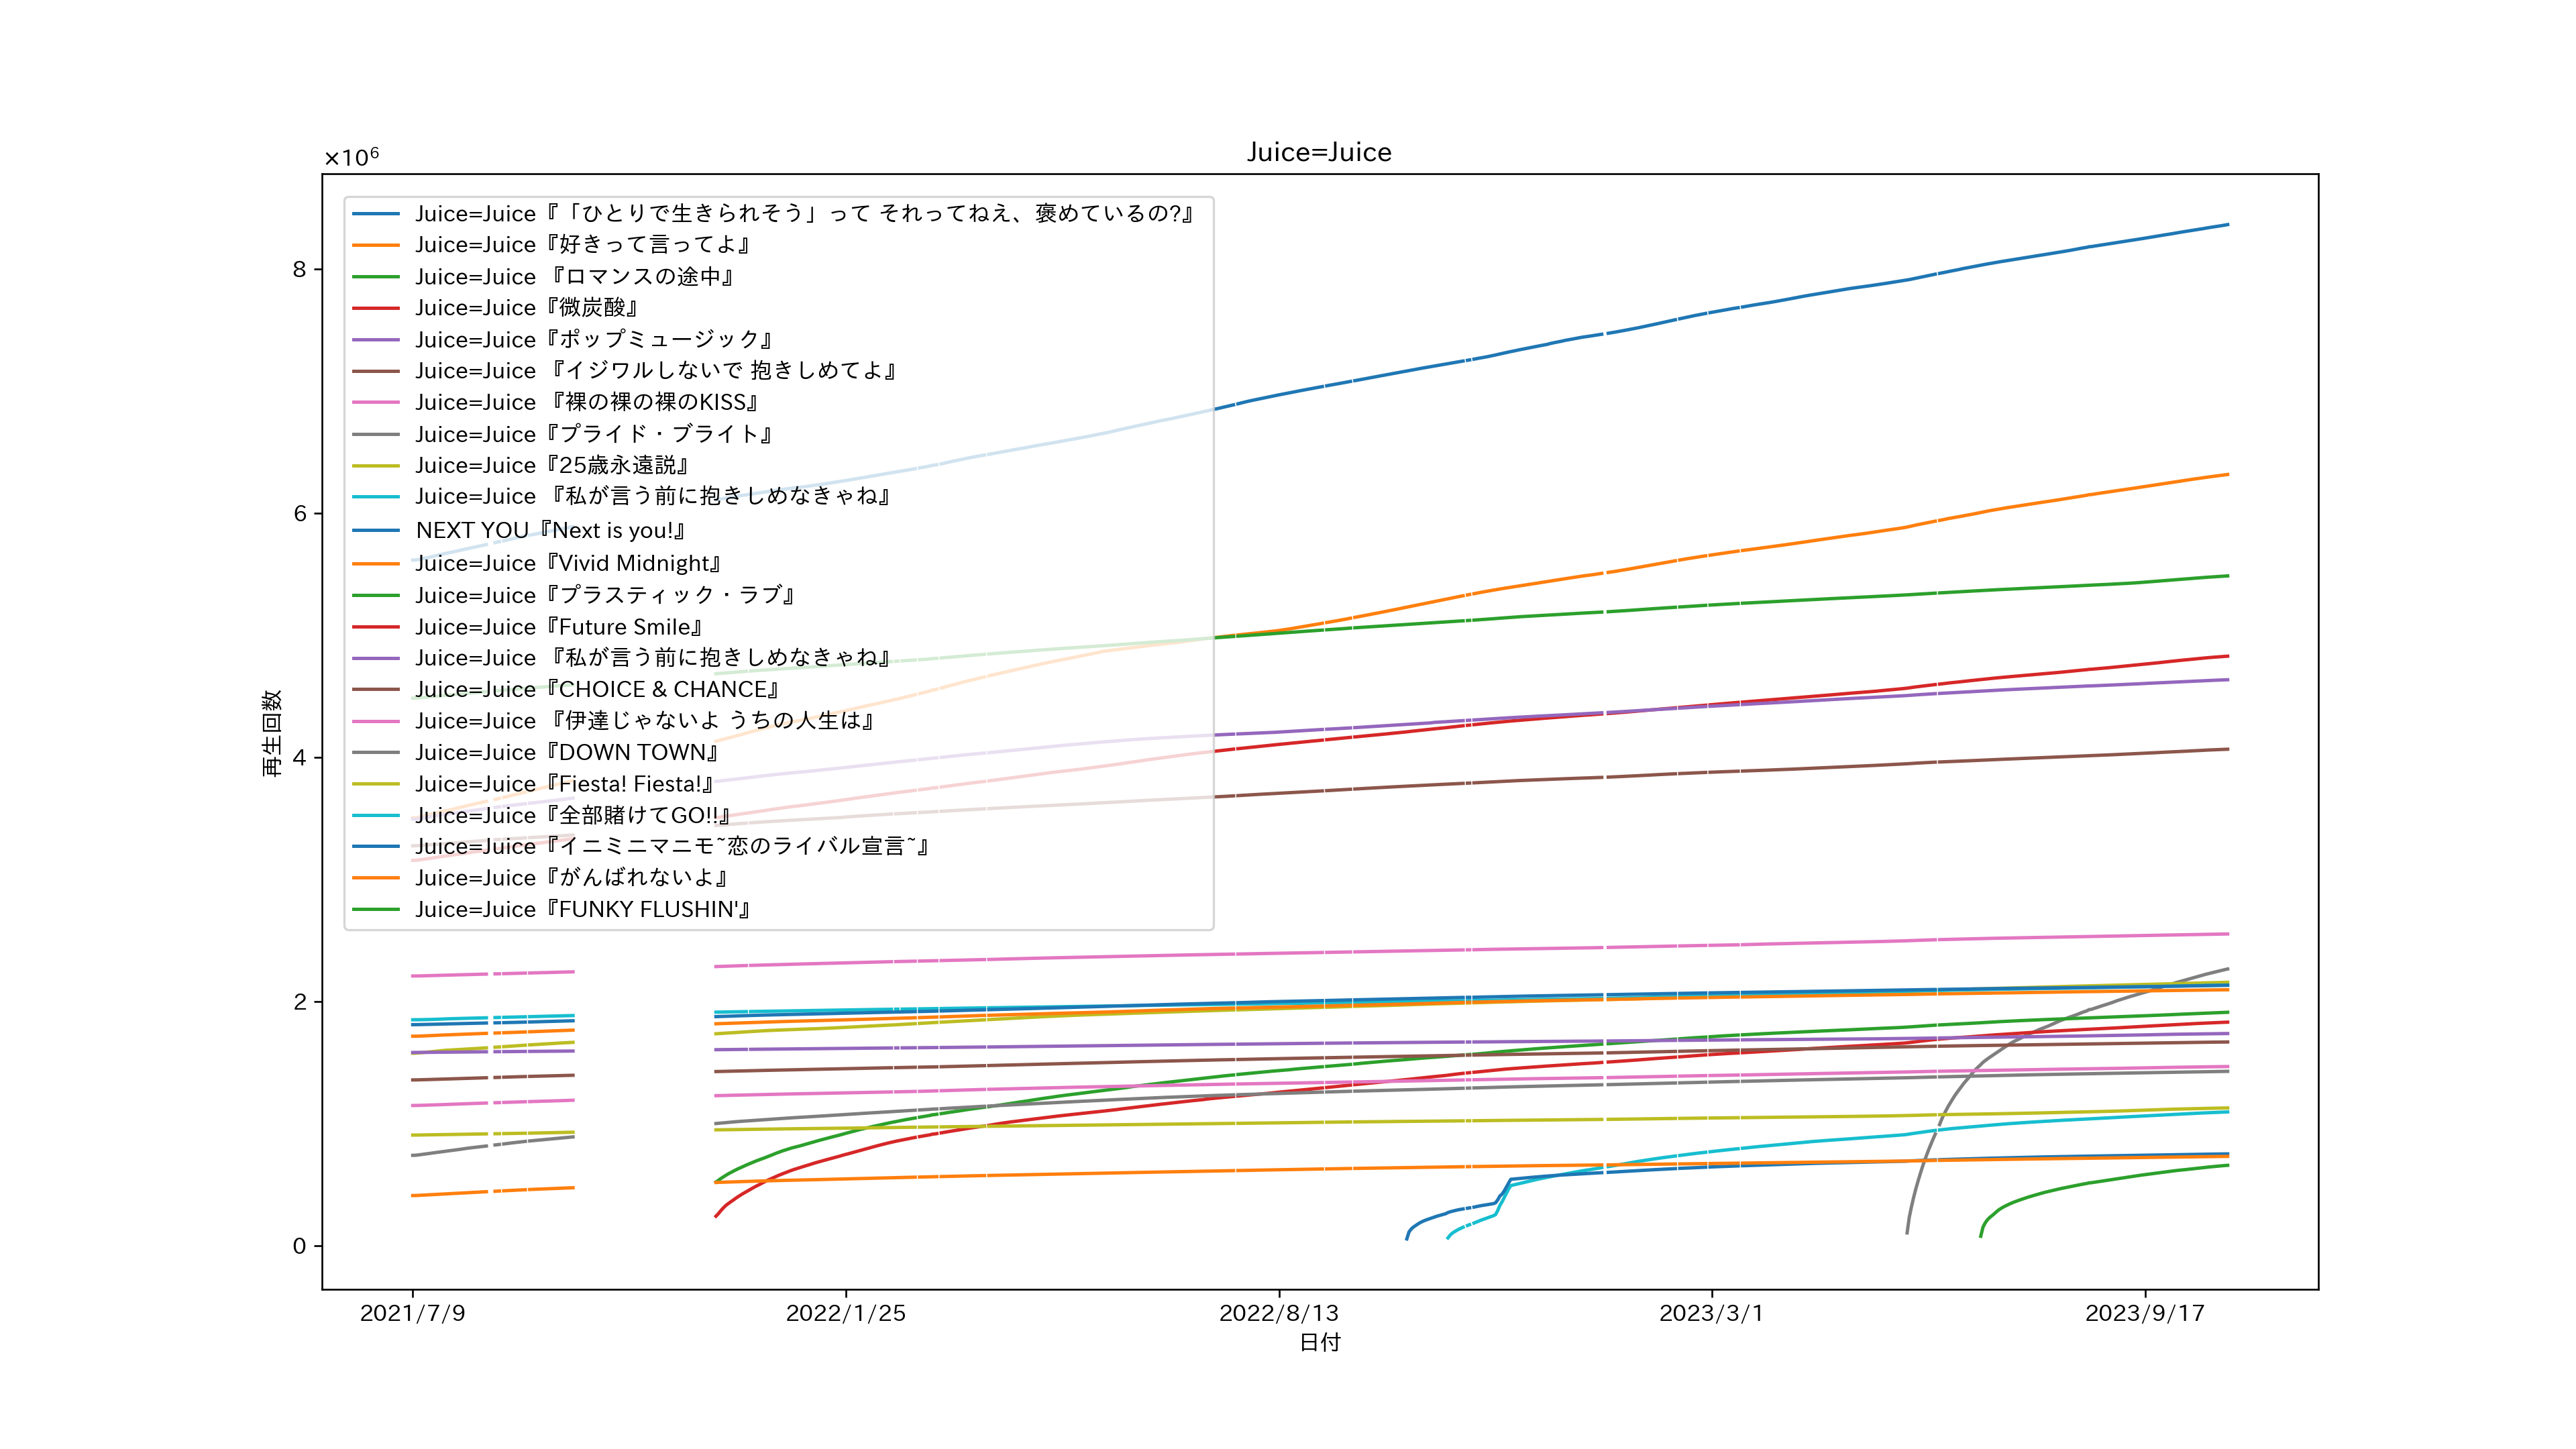 Juice=Juice
×10⁶
Juice=Juice『「ひとりで生きられそう」って それってねえ、褒めているの?』
Juice=Juice『好きって言ってよ』
Juice=Juice 『ロマンスの途中』
Juice=Juice『微炭酸』
Juice=Juice『ポップミュージック』
Juice=Juice 『イジワルしないで 抱きしめてよ』
Juice=Juice 『裸の裸の裸のKISS』
Juice=Juice『プライド・ブライト』
Juice=Juice『25歳永遠説』
Juice=Juice 『私が言う前に抱きしめなきゃね』
NEXT YOU『Next is you!』
Juice=Juice『Vivid Midnight』
Juice=Juice『プラスティック・ラブ』
Juice=Juice『Future Smile』
Juice=Juice 『私が言う前に抱きしめなきゃね』
Juice=Juice『CHOICE & CHANCE』
Juice=Juice 『伊達じゃないよ うちの人生は』
Juice=Juice『DOWN TOWN』
Juice=Juice『Fiesta! Fiesta!』
Juice=Juice『全部賭けてGO!!』
Juice=Juice『イニミニマニモ~恋のライバル宣言~』
Juice=Juice『がんばれないよ』
Juice=Juice『FUNKY FLUSHIN'』
8
6
4
2
0
再生回数
2021/7/9
2022/1/25
2022/8/13
2023/3/1
2023/9/17
日付